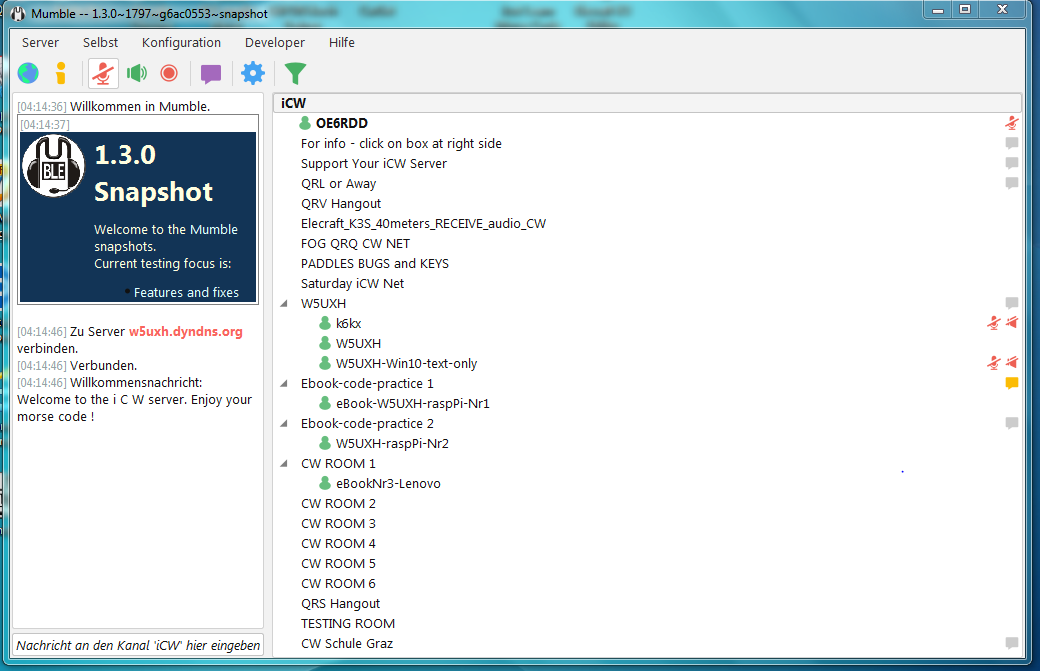 Mumble -- 1.3.0~1797~g6ac0553~snapshot
Server Selbst Konfiguration Developer Hilfe
[04:14:36] Willkommen in Mumble.
[04:14:37]
BLE
1.3.0
Snapshot
Welcome to the Mumble
snapshots.
Current testing focus is:
• Features and fixes
[04:14:46] Zu Server w5uxh.dyndns.org
verbinden.
[04:14:46] Verbunden.
[04:14:46] Willkommensnachricht:
Welcome to the i C W server. Enjoy your
morse code !
Nachricht an den Kanal 'iCW' hier eingeben
iCW
OE6RDD
For info - click on box at right side
Support Your iCW Server
QRL or Away
QRV Hangout
Elecraft_K3S_40meters_RECEIVE_audio_CW
FOG QRQ CW NET
PADDLES BUGS and KEYS
Saturday iCW Net
W5UXH
k6kx
W5UXH
W5UXH-Win10-text-only
Ebook-code-practice 1
eBook-W5UXH-raspPi-Nr1
Ebook-code-practice 2
W5UXH-raspPi-Nr2
CW ROOM 1
eBookNr3-Lenovo
CW ROOM 2
CW ROOM 3
CW ROOM 4
CW ROOM 5
CW ROOM 6
QRS Hangout
TESTING ROOM
CW Schule Graz